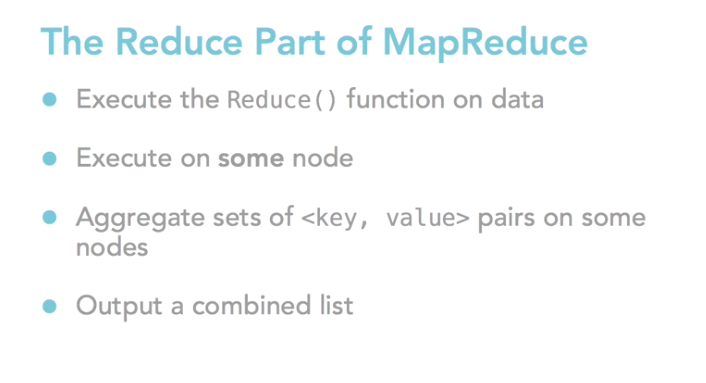 The Reduce Part of MapReduce
Execute the Reduce() function on data
Execute on some node
Aggregate sets of <key, value> pairs on some
nodes
Output a combined list